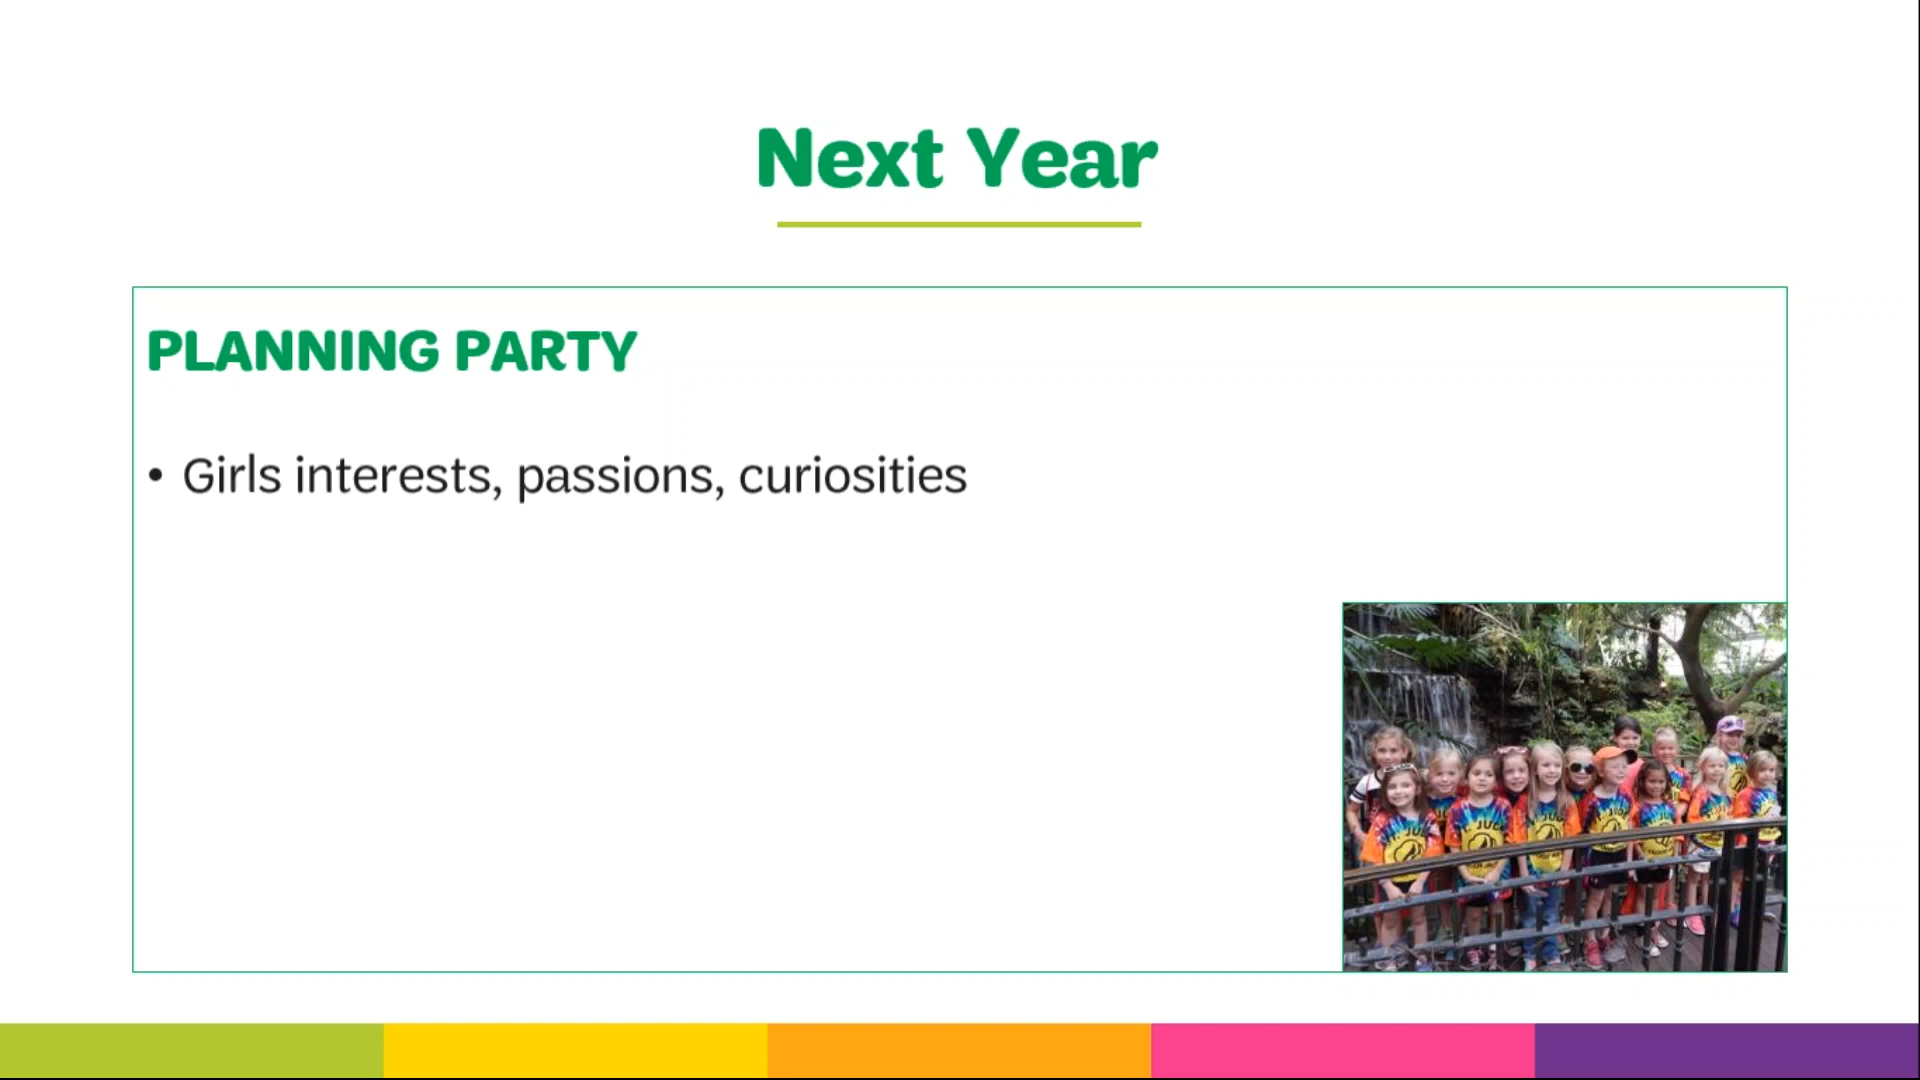 Next Year
PLANNING PARTY
• Girls interests, passions, curiosities